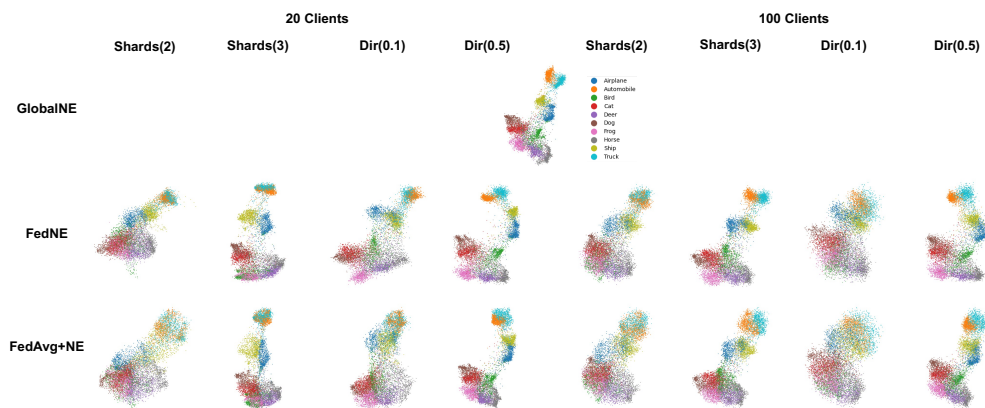 20 Clients 100 Clients
Shards(2) Shards(3) Dir(0.1) Dir(0.5) Shards(2) Shards(3) Dir(0.1) Dir(0.5)
GlobalNE
Airplane
Automobile
Bird
Cat
Deer
Dog
Frog
Horse
Ship
Truck
FedNE
FedAvg+NE